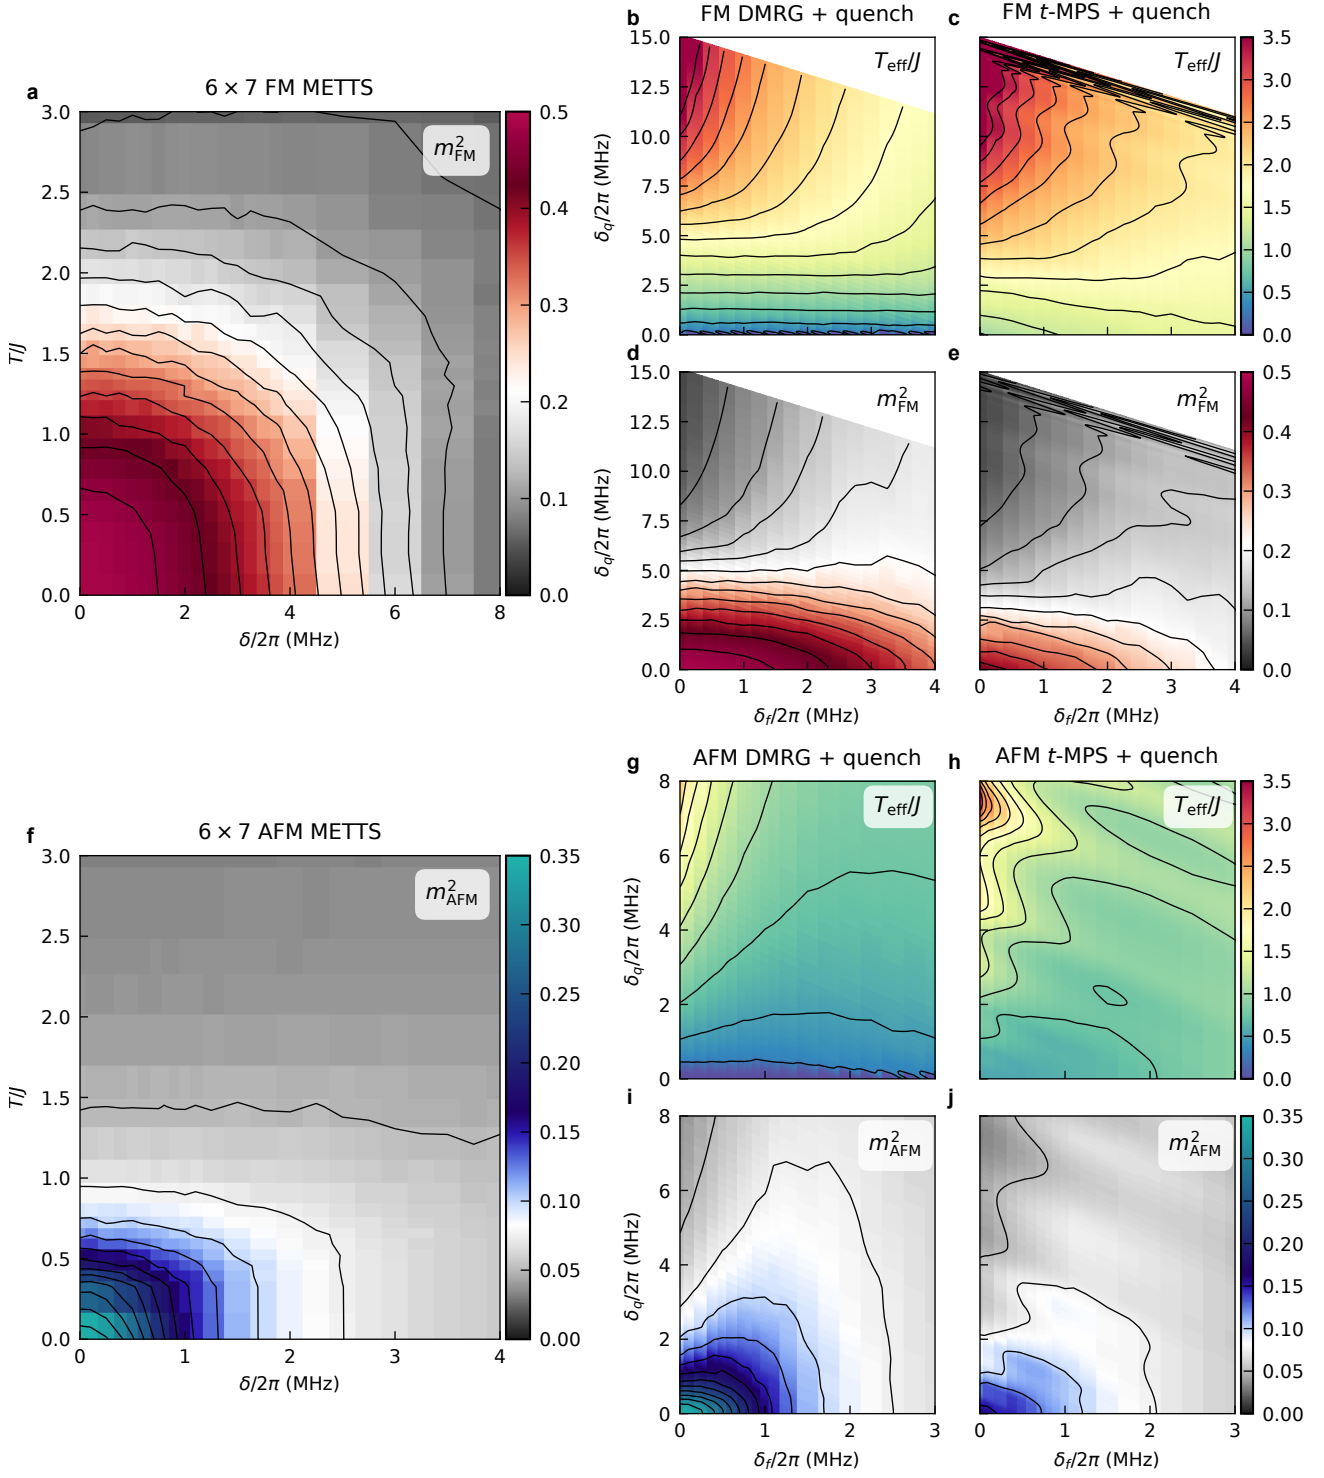 a
6 × 7 FM METTS
m²FM
3.0
2.5
2.0
1.5
1.0
0.5
0.0
T/J
0
2
4
6
8
δ/2π (MHz)
0.5
0.4
0.3
0.2
0.1
0.0
b
FM DMRG + quench
Teff/J
15.0
12.5
10.0
7.5
5.0
2.5
0.0
δq/2π (MHz)
c
FM t-MPS + quench
Teff/J
3.5
3.0
2.5
2.0
1.5
1.0
0.5
0.0
d
m²FM
15.0
12.5
10.0
7.5
5.0
2.5
0.0
δq/2π (MHz)
0
1
2
3
4
δf/2π (MHz)
e
m²FM
0
1
2
3
4
δf/2π (MHz)
0.5
0.4
0.3
0.2
0.1
0.0
f
6 × 7 AFM METTS
m²AFM
3.0
2.5
2.0
1.5
1.0
0.5
0.0
T/J
0
1
2
3
4
δ/2π (MHz)
0.35
0.30
0.25
0.20
0.15
0.10
0.05
0.00
g
AFM DMRG + quench
Teff/J
8
6
4
2
0
δq/2π (MHz)
h
AFM t-MPS + quench
Teff/J
3.5
3.0
2.5
2.0
1.5
1.0
0.5
0.0
i
m²AFM
8
6
4
2
0
δq/2π (MHz)
0
1
2
3
δf/2π (MHz)
j
m²AFM
0
1
2
3
δf/2π (MHz)
0.35
0.30
0.25
0.20
0.15
0.10
0.05
0.00